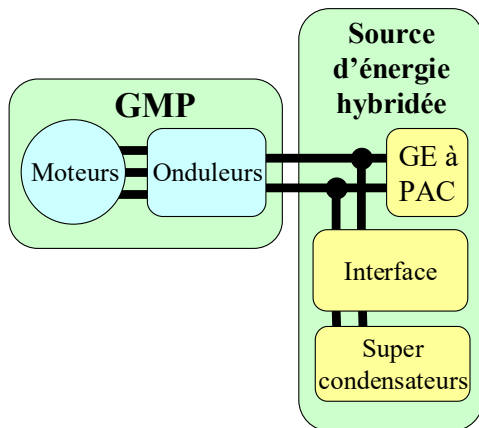 Source
d’énergie
hybridée
GMP
Moteurs
Onduleurs
GE à
PAC
Interface
Super
condensateurs